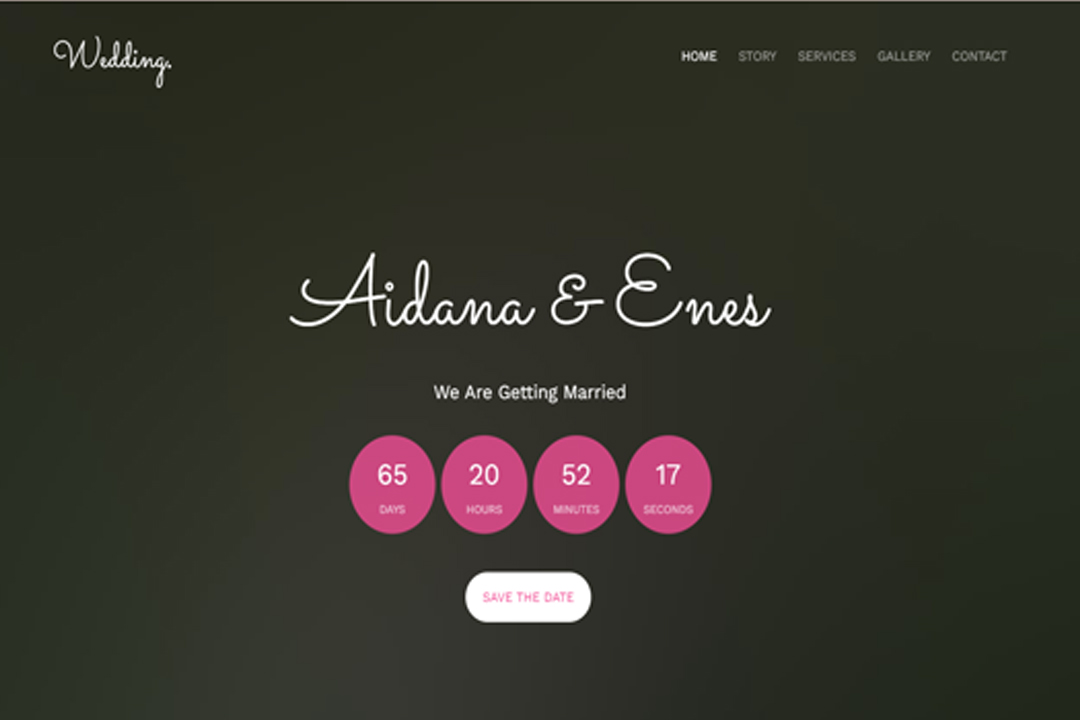 Wedding.
HOME STORY SERVICES GALLERY CONTACT
Aidana & Enes
We Are Getting Married
65 20 52 17
DAYS HOURS MINUTES SECONDS
SAVE THE DATE